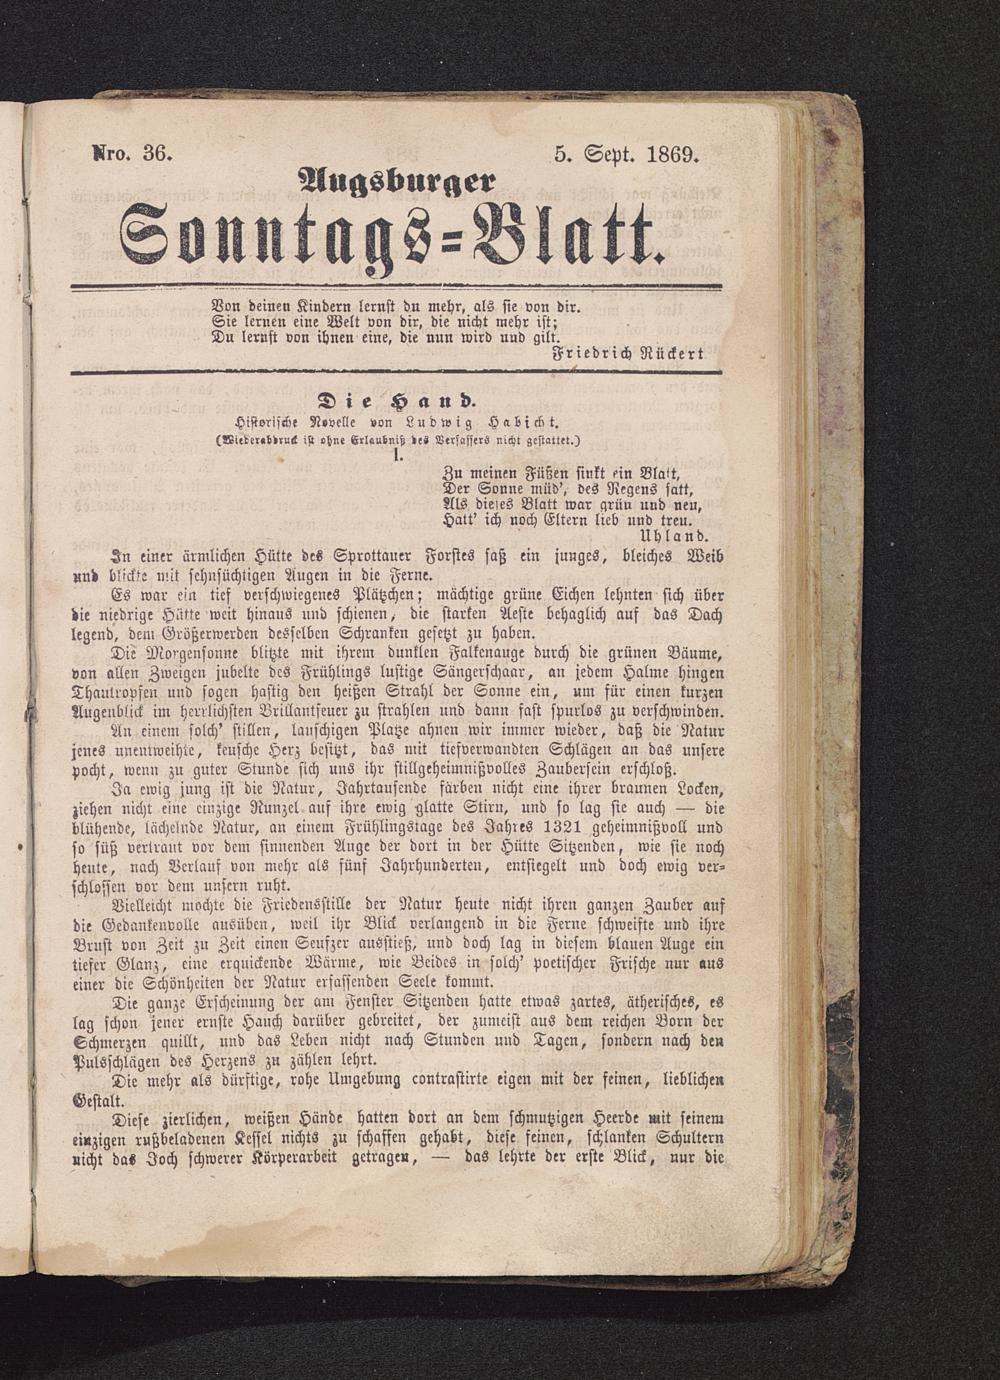 Nro. 36.
5. Sept. 1869.
Augsburger
Sonntags=Blatt.
Von deinen Kindern lernst du mehr, als sie von dir.
Sie lernen eine Welt von dir, die nicht mehr ist;
Du lernst von ihnen eine, die nun wird und gilt.
Friedrich Rückert
Die Hand.
Historische Novelle von Ludwig Habicht.
(Wiederabdruck ist ohne Erlaubniß des Verfassers nicht gestattet.)
1.
Zu meinen Füßen sinkt ein Blatt,
Der Sonne müd', des Regens satt,
Als dieses Blatt war grün und neu,
Hatt' ich noch Eltern lieb und treu.
Uhland.
In einer ärmlichen Hütte des Sprottauer Forstes saß ein junges, bleiches Weib
und blickte mit sehnsüchtigen Augen in die Ferne.
Es war ein tief verschwiegenes Plätzchen; mächtige grüne Eichen lehnten sich über
die niedrige Hütte weit hinaus und schienen, die starken Aeste behaglich auf das Dach
legend, dem Größerwerden desselben Schranken gesetzt zu haben.
Die Morgensonne blitzte mit ihrem dunklen Falkenauge durch die grünen Bäume,
von allen Zweigen jubelte des Frühlings lustige Sängerschaar, an jedem Halme hingen
Thautropfen und sogen hastig den heißen Strahl der Sonne ein, um für einen kurzen
Augenblick im herrlichsten Brillantfeuer zu strahlen und dann fast spurlos zu verschwinden.
An einem solch' stillen, lauschigen Platze ahnen wir immer wieder, daß die Natur
jenes unentweihte, keusche Herz besitzt, das mit tiefverwandten Schlägen an das unsere
pocht, wenn zu guter Stunde sich uns ihr stillgeheimnißvolles Zaubersein erschloß.
Ja ewig jung ist die Natur, Jahrtausende färben nicht eine ihrer braunen Locken,
ziehen nicht eine einzige Runzel auf ihre ewig glatte Stirn, und so lag sie auch — die
blühende, lächelnde Natur, an einem Frühlingstage des Jahres 1321 geheimnißvoll und
so süß vertraut vor dem sinnenden Auge der dort in der Hütte Sitzenden, wie sie noch
heute, nach Verlauf von mehr als fünf Jahrhunderten, entsiegelt und doch ewig ver=
schlossen vor dem unsern ruht.
Vielleicht mochte die Friedensstille der Natur heute nicht ihren ganzen Zauber auf
die Gedankenvolle ausüben, weil ihr Blick verlangend in die Ferne schweifte und ihre
Brust von Zeit zu Zeit einen Seufzer ausstieß, und doch lag in diesem blauen Auge ein
tiefer Glanz, eine erquickende Wärme, wie Beides in solch' poetischer Frische nur aus
einer die Schönheiten der Natur erfassenden Seele kommt.
Die ganze Erscheinung der am Fenster Sitzenden hatte etwas zartes, ätherisches, es
lag schon jener ernste Hauch darüber gebreitet, der zumeist aus dem reichen Born der
Schmerzen quillt, und das Leben nicht nach Stunden und Tagen, sondern nach den
Pulsschlägen des Herzens zu zählen lehrt.
Die mehr als dürftige, rohe Umgebung contrastirte eigen mit der feinen, lieblichen
Gestalt.
Diese zierlichen, weißen Hände hatten dort an dem schmutzigen Heerde mit seinem
einzigen rußbeladenen Kessel nichts zu schaffen gehabt, diese feinen, schlanken Schultern
nicht das Joch schwerer Körperarbeit getragen, — das lehrte der erste Blick, nur die